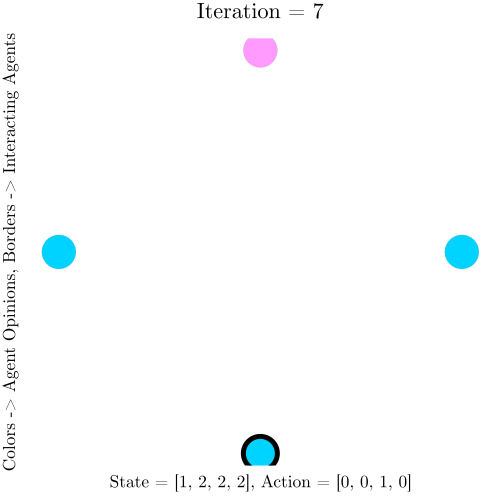 Iteration = 7
Colors -> Agent Opinions, Borders -> Interacting Agents
State = [1, 2, 2, 2], Action = [0, 0, 1, 0]